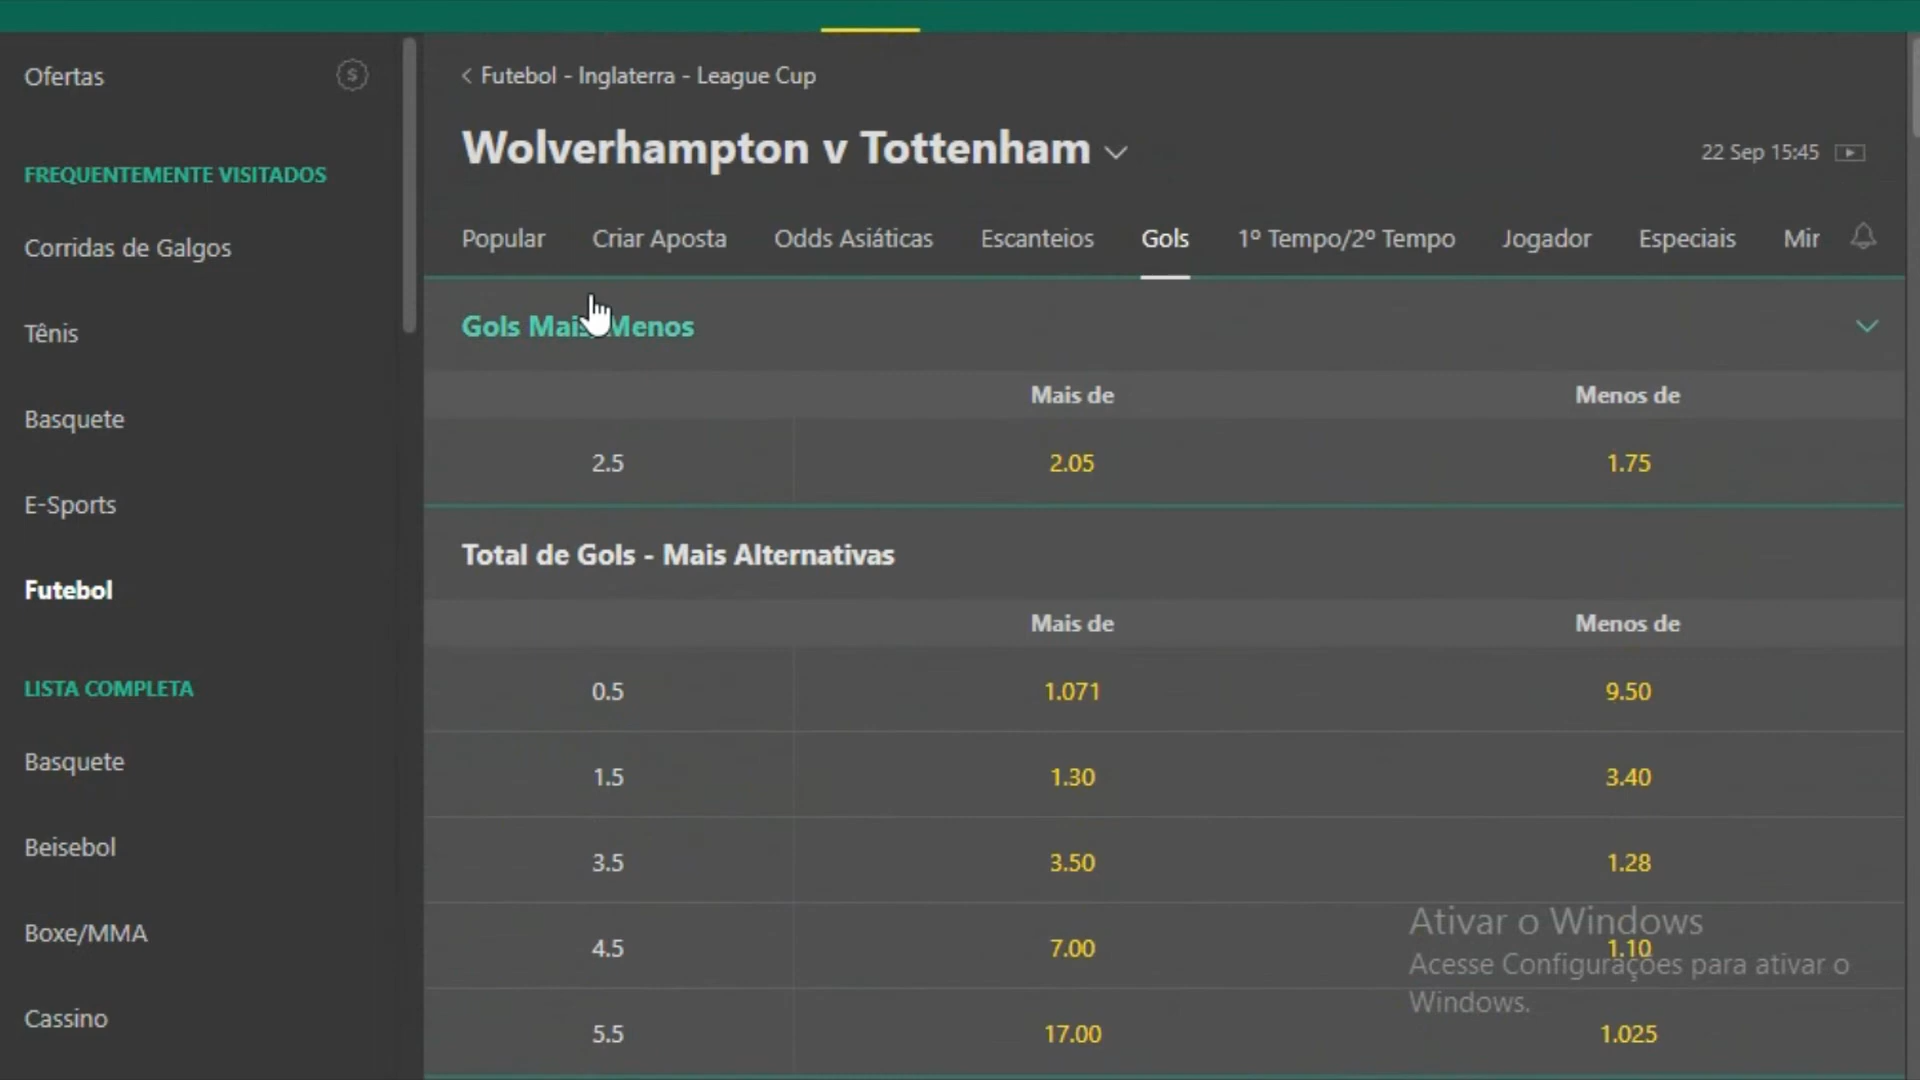 Ofertas
FREQUENTEMENTE VISITADOS
Corridas de Galgos
Tênis
Basquete
E-Sports
Futebol
LISTA COMPLETA
Basquete
Beisebol
Boxe/MMA
Cassino
< Futebol - Inglaterra - League Cup
Wolverhampton v Tottenham
22 Sep 15:45
Popular Criar Aposta Odds Asiáticas Escanteios Gols 1º Tempo/2º Tempo Jogador Especiais Mir
Gols Mais Menos
Mais de Menos de
2.5 2.05 1.75
Total de Gols - Mais Alternativas
Mais de Menos de
0.5 1.071 9.50
1.5 1.30 3.40
3.5 3.50 1.28
4.5 7.00 1.10
5.5 17.00 1.025
Ativar o Windows
Acesse Configurações para ativar o
Windows.